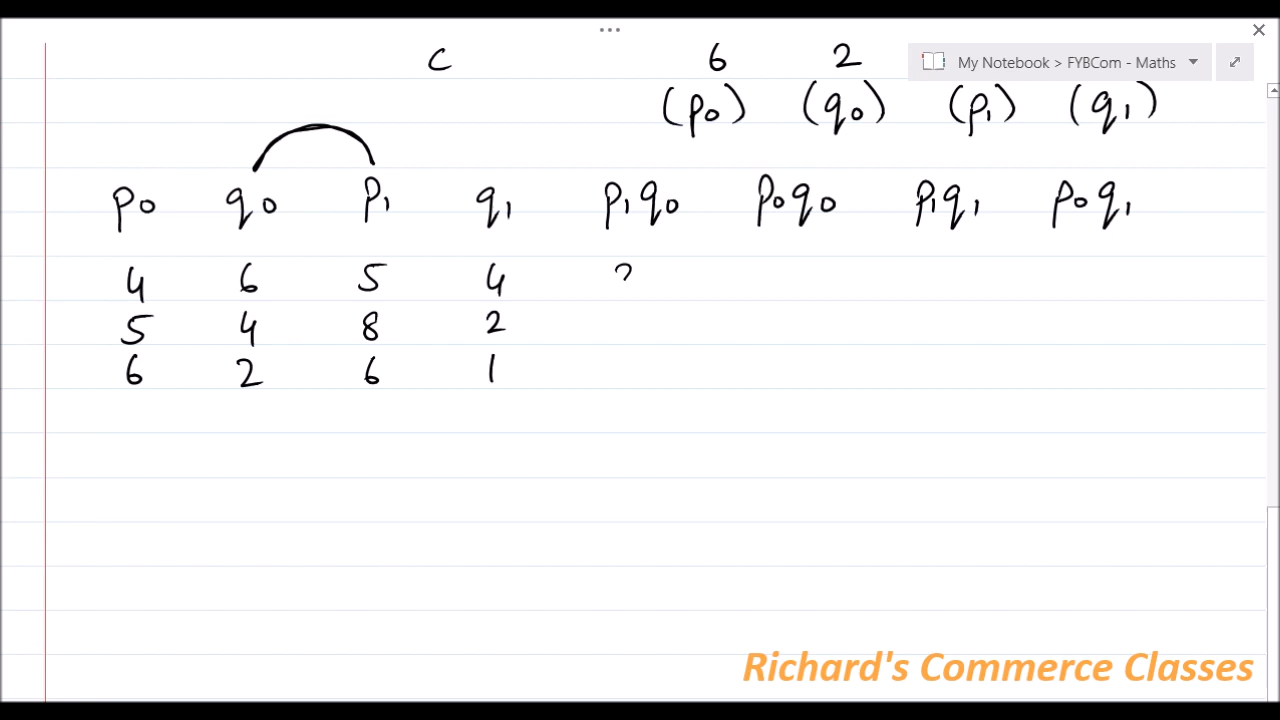 C 6 2
My Notebook > FYBCom - Maths
(p0) (q0) (p1) (q1)
p0 q0 p1 q1 p1q0 p0q0 p1q1 p0q1
4 6 5 4
5 4 8 2
6 2 6 1
Richard's Commerce Classes